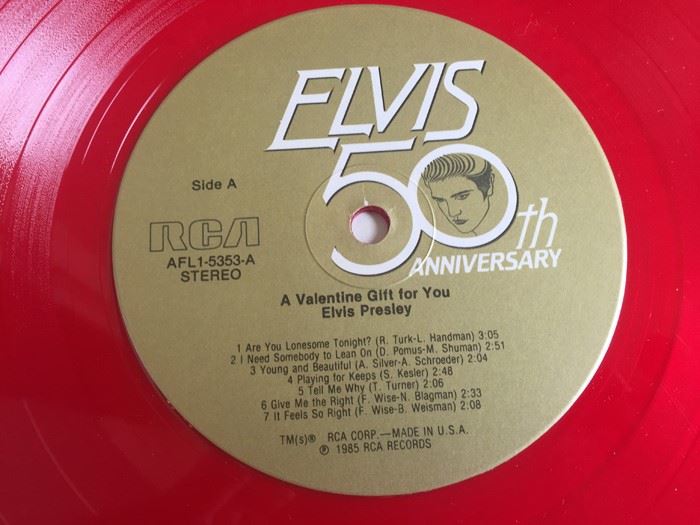 ELVIS
50th
ANNIVERSARY
Side A
RCA
AFL1-5353-A
STEREO
A Valentine Gift for You
Elvis Presley
1 Are You Lonesome Tonight? (R. Turk-L. Handman) 3:05
2 I Need Somebody to Lean On (D. Pomus-M. Shuman) 2:51
3 Young and Beautiful (A. Silver-A. Schroeder) 2:04
4 Playing for Keeps (S. Kesler) 2:48
5 Tell Me Why (T. Turner) 2:06
6 Give Me the Right (F. Wise-N. Blagman) 2:33
7 It Feels So Right (F. Wise-B. Weisman) 2:08
TM(s)® RCA CORP.—MADE IN U.S.A.
℗ 1985 RCA RECORDS